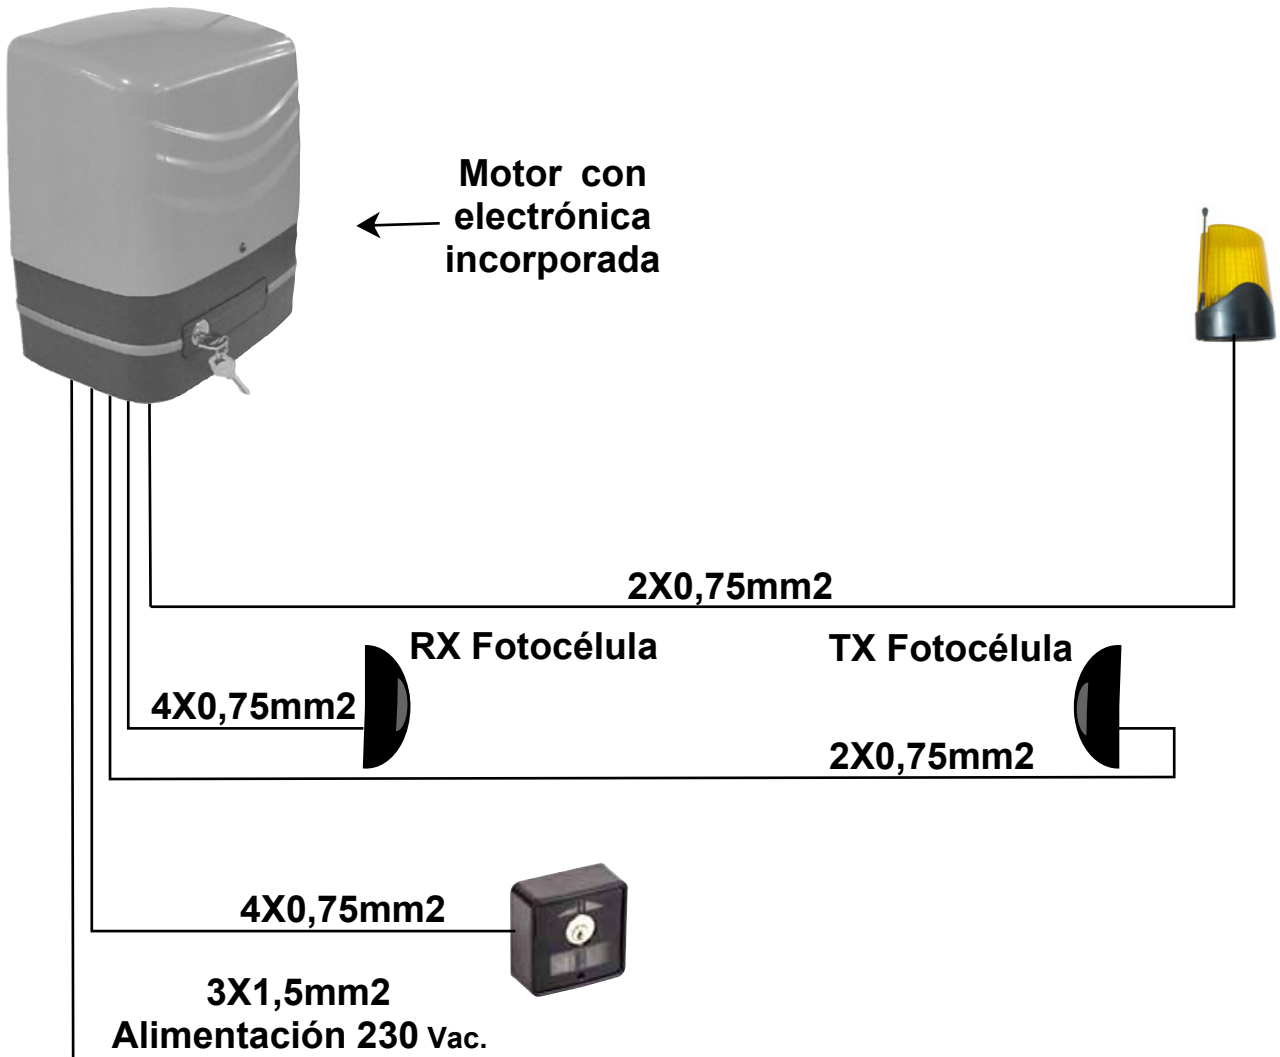 Motor con
electrónica
incorporada
2X0,75mm2
RX Fotocélula
TX Fotocélula
4X0,75mm2
2X0,75mm2
4X0,75mm2
3X1,5mm2
Alimentación 230 Vac.